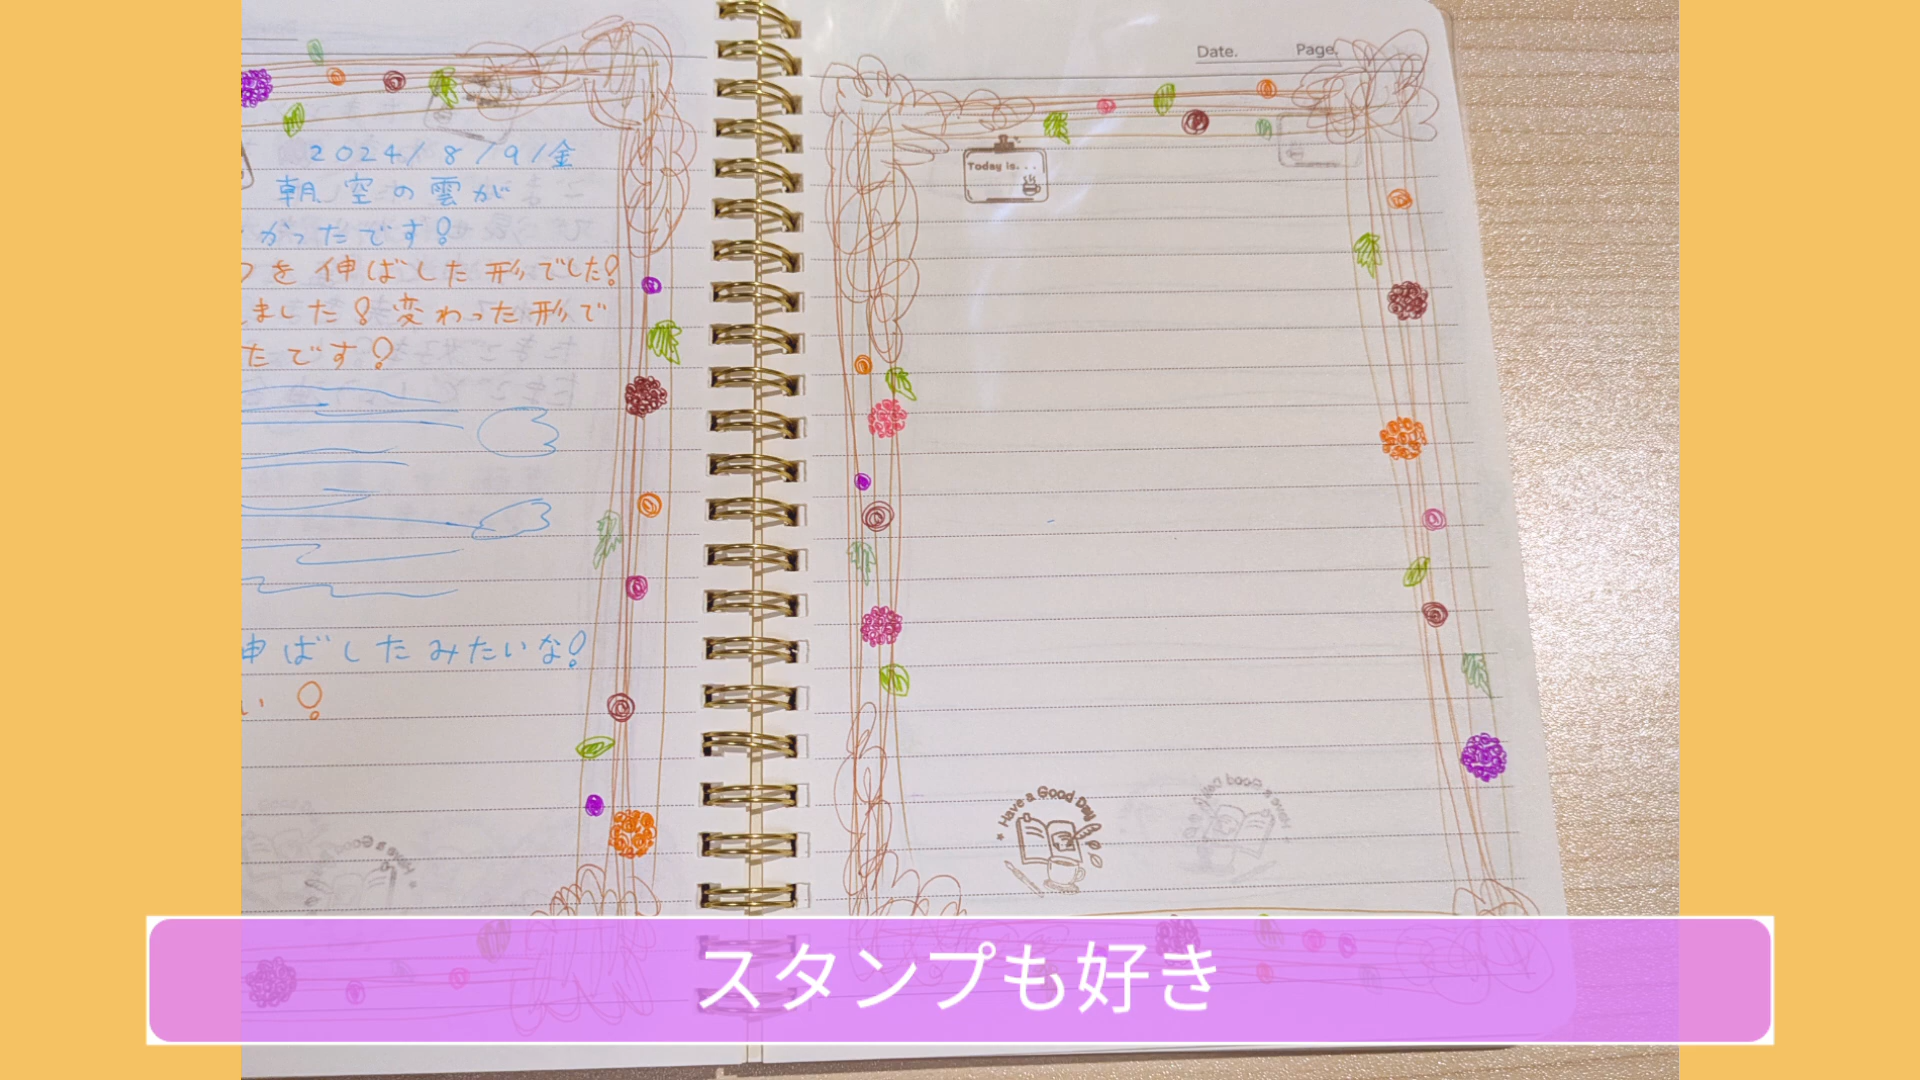 2024/8/9/金
朝、空の雲が
かったです!
を伸ばした形でした!
ました!変わった形で
たです?
伸ばしたみたいな!
い!
Date. Page.
Today is...
Have a Good Day
スタンプも好き